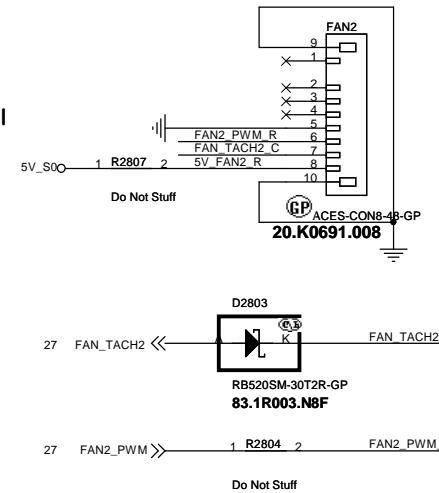 FAN2
9
1
2
3
4
5
FAN2_PWM_R 6
FAN_TACH2_C 7
5V_S0 1 R2807 2 5V_FAN2_R 8
10
Do Not Stuff
GP ACES-CON8-48-GP
20.K0691.008
D2803
K
27 FAN_TACH2 FAN_TACH2
RB520SM-30T2R-GP
83.1R003.N8F
27 FAN2_PWM 1 R2804 2 FAN2_PWM_
Do Not Stuff